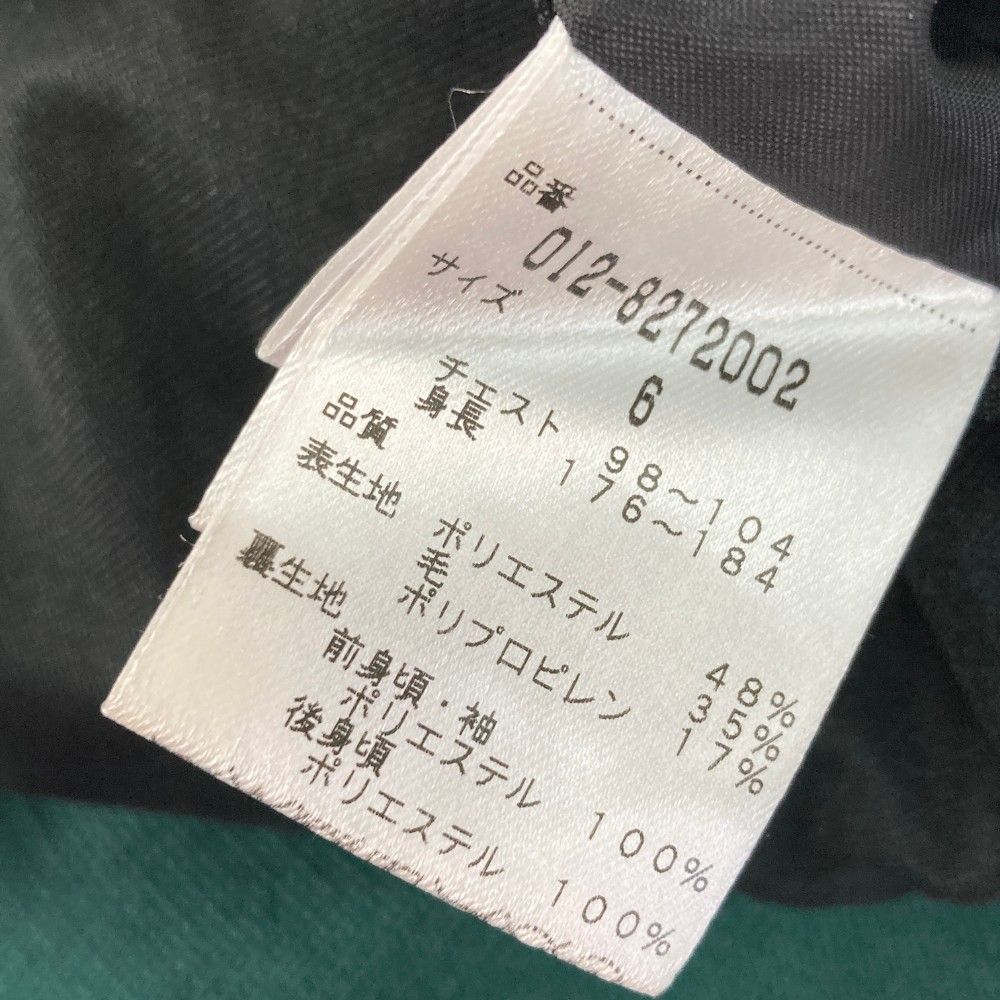 品番
012-8272002
サイズ
6
チエスト 98～104
身長 176～184
品質
表生地
ポリエステル 48%
毛 35%
ポリプロピレン 17%
裏生地
前身頃・袖
ポリエステル 100%
後身頃
ポリエステル 100%